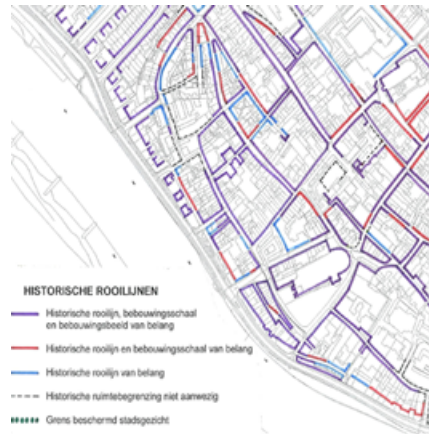 HISTORISCHE ROOILIJNEN
Historische rooilijn, bebouwingsschaal
en bebouwingsbeeld van belang
Historische rooilijn en bebouwingsschaal van belang
Historische rooilijn van belang
Historische ruimtebegrenzing niet aanwezig
Grens beschermd stadsgezicht